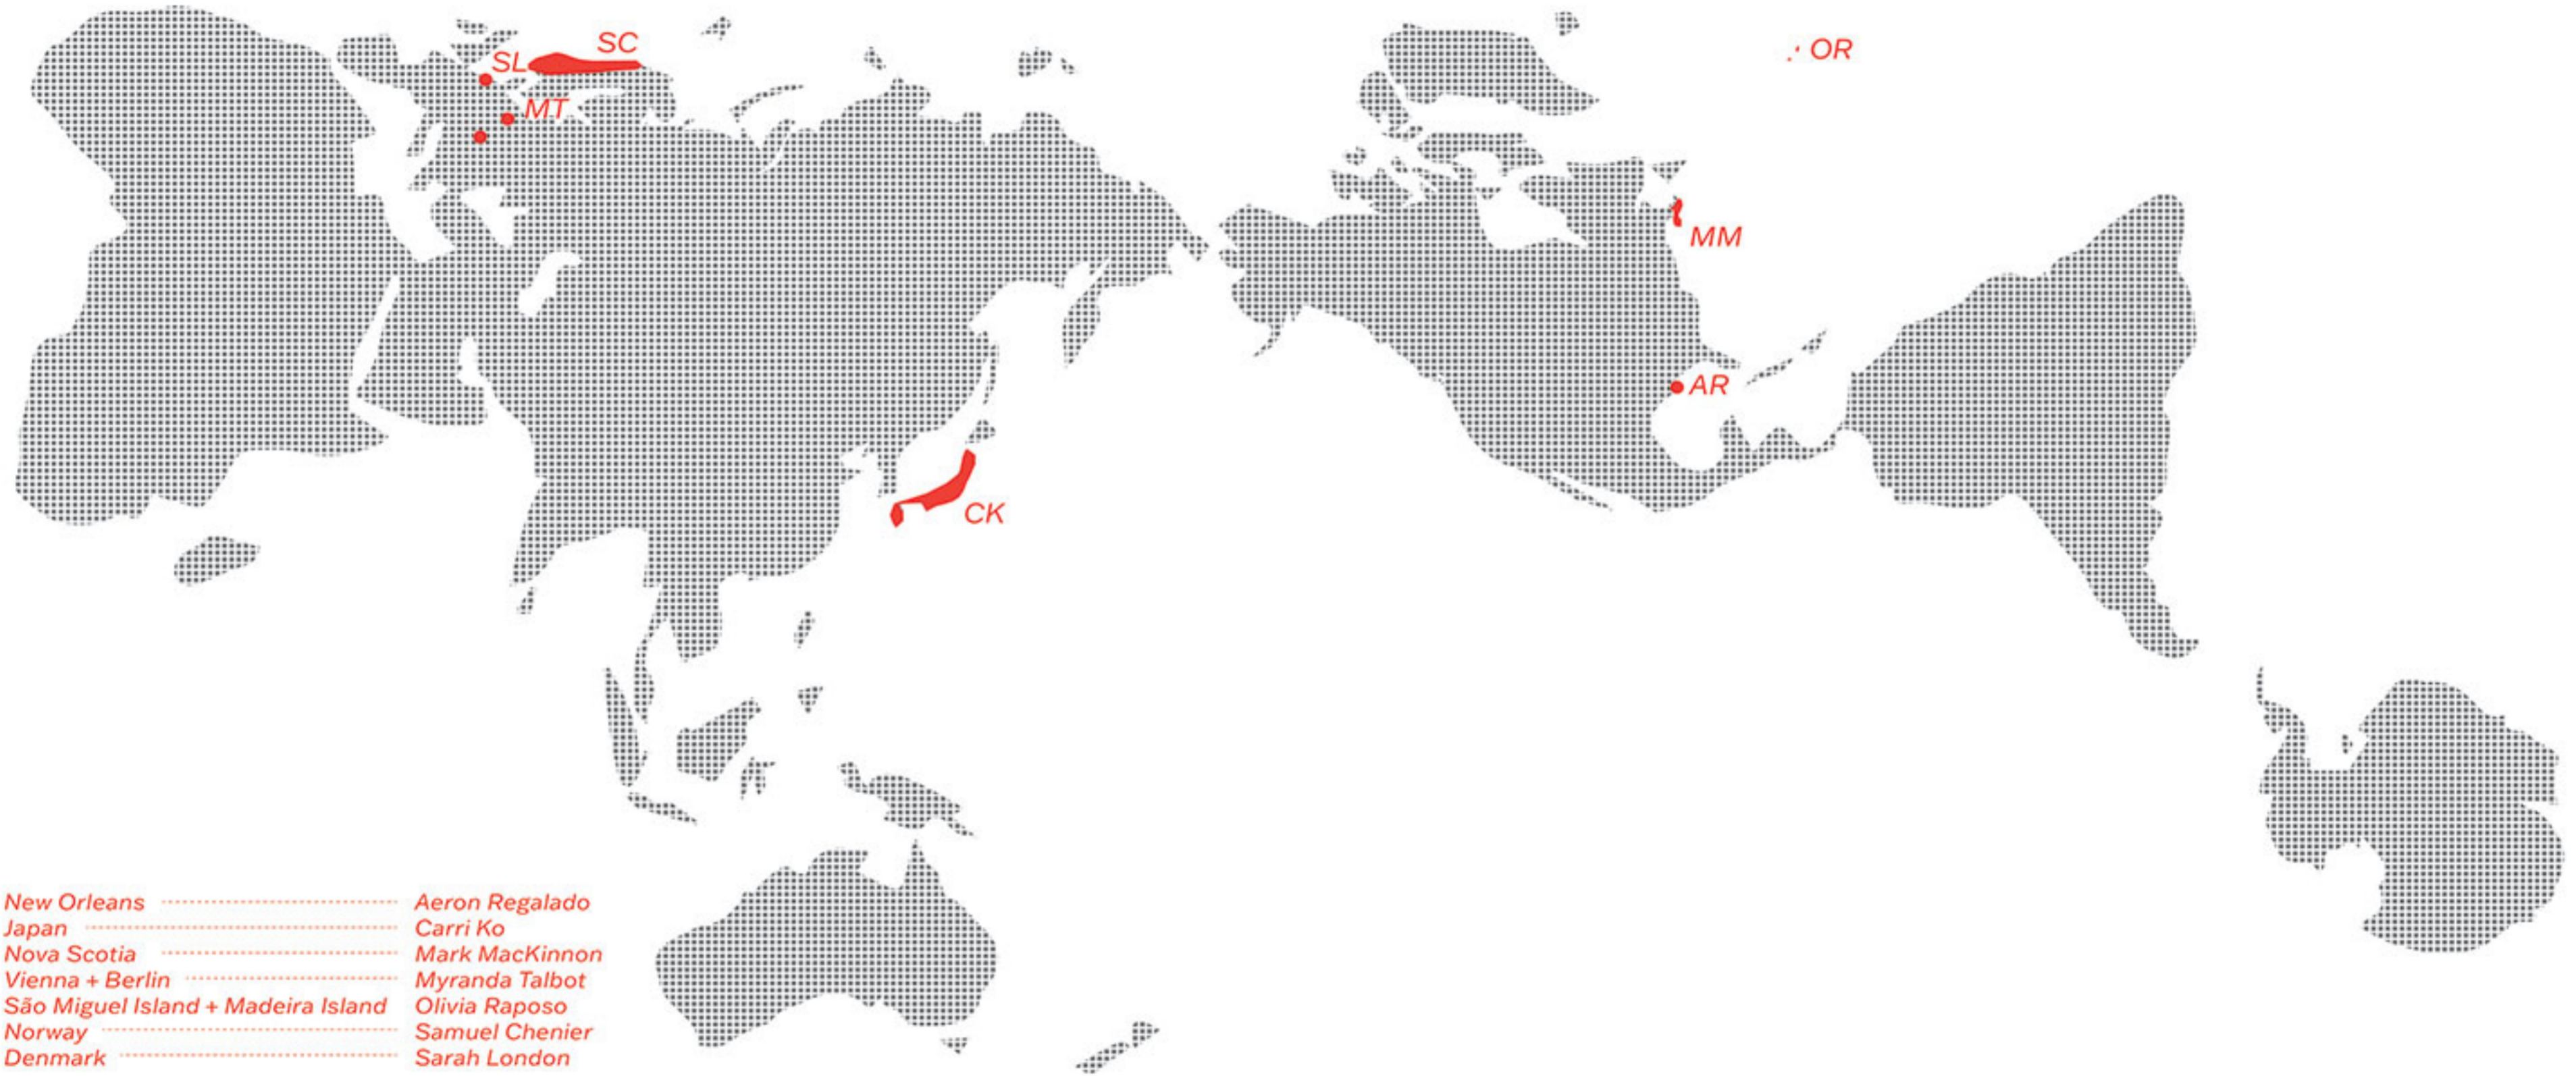 SC
OR
SL
MT
MM
AR
CK
New Orleans Aeron Regalado
Japan Carri Ko
Nova Scotia Mark MacKinnon
Vienna + Berlin Myranda Talbot
São Miguel Island + Madeira Island Olivia Raposo
Norway Samuel Chenier
Denmark Sarah London